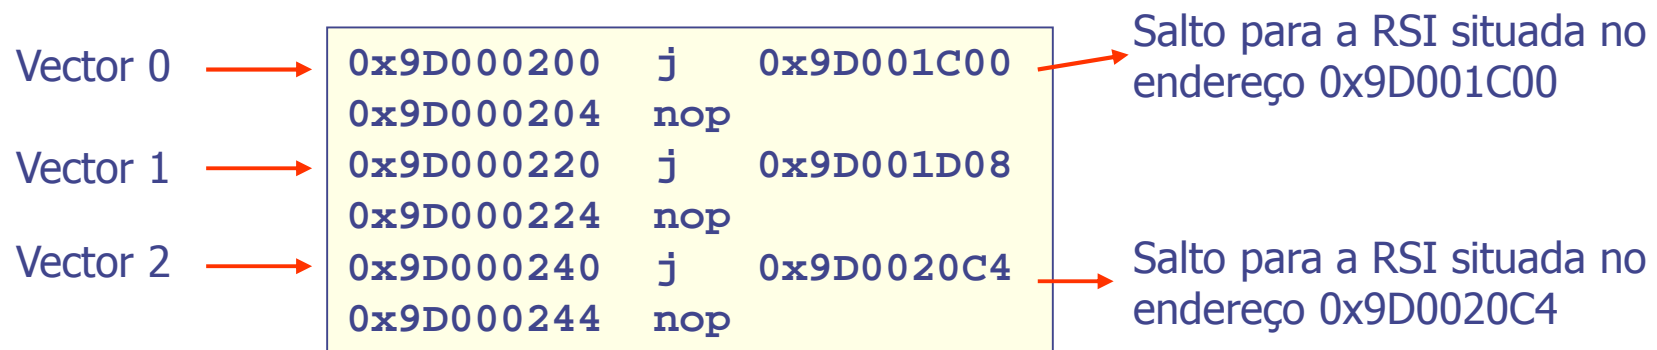 Vector 0
0x9D000200 j 0x9D001C00
Salto para a RSI situada no
endereço 0x9D001C00
0x9D000204 nop
Vector 1
0x9D000220 j 0x9D001D08
0x9D000224 nop
Vector 2
0x9D000240 j 0x9D0020C4
Salto para a RSI situada no
endereço 0x9D0020C4
0x9D000244 nop